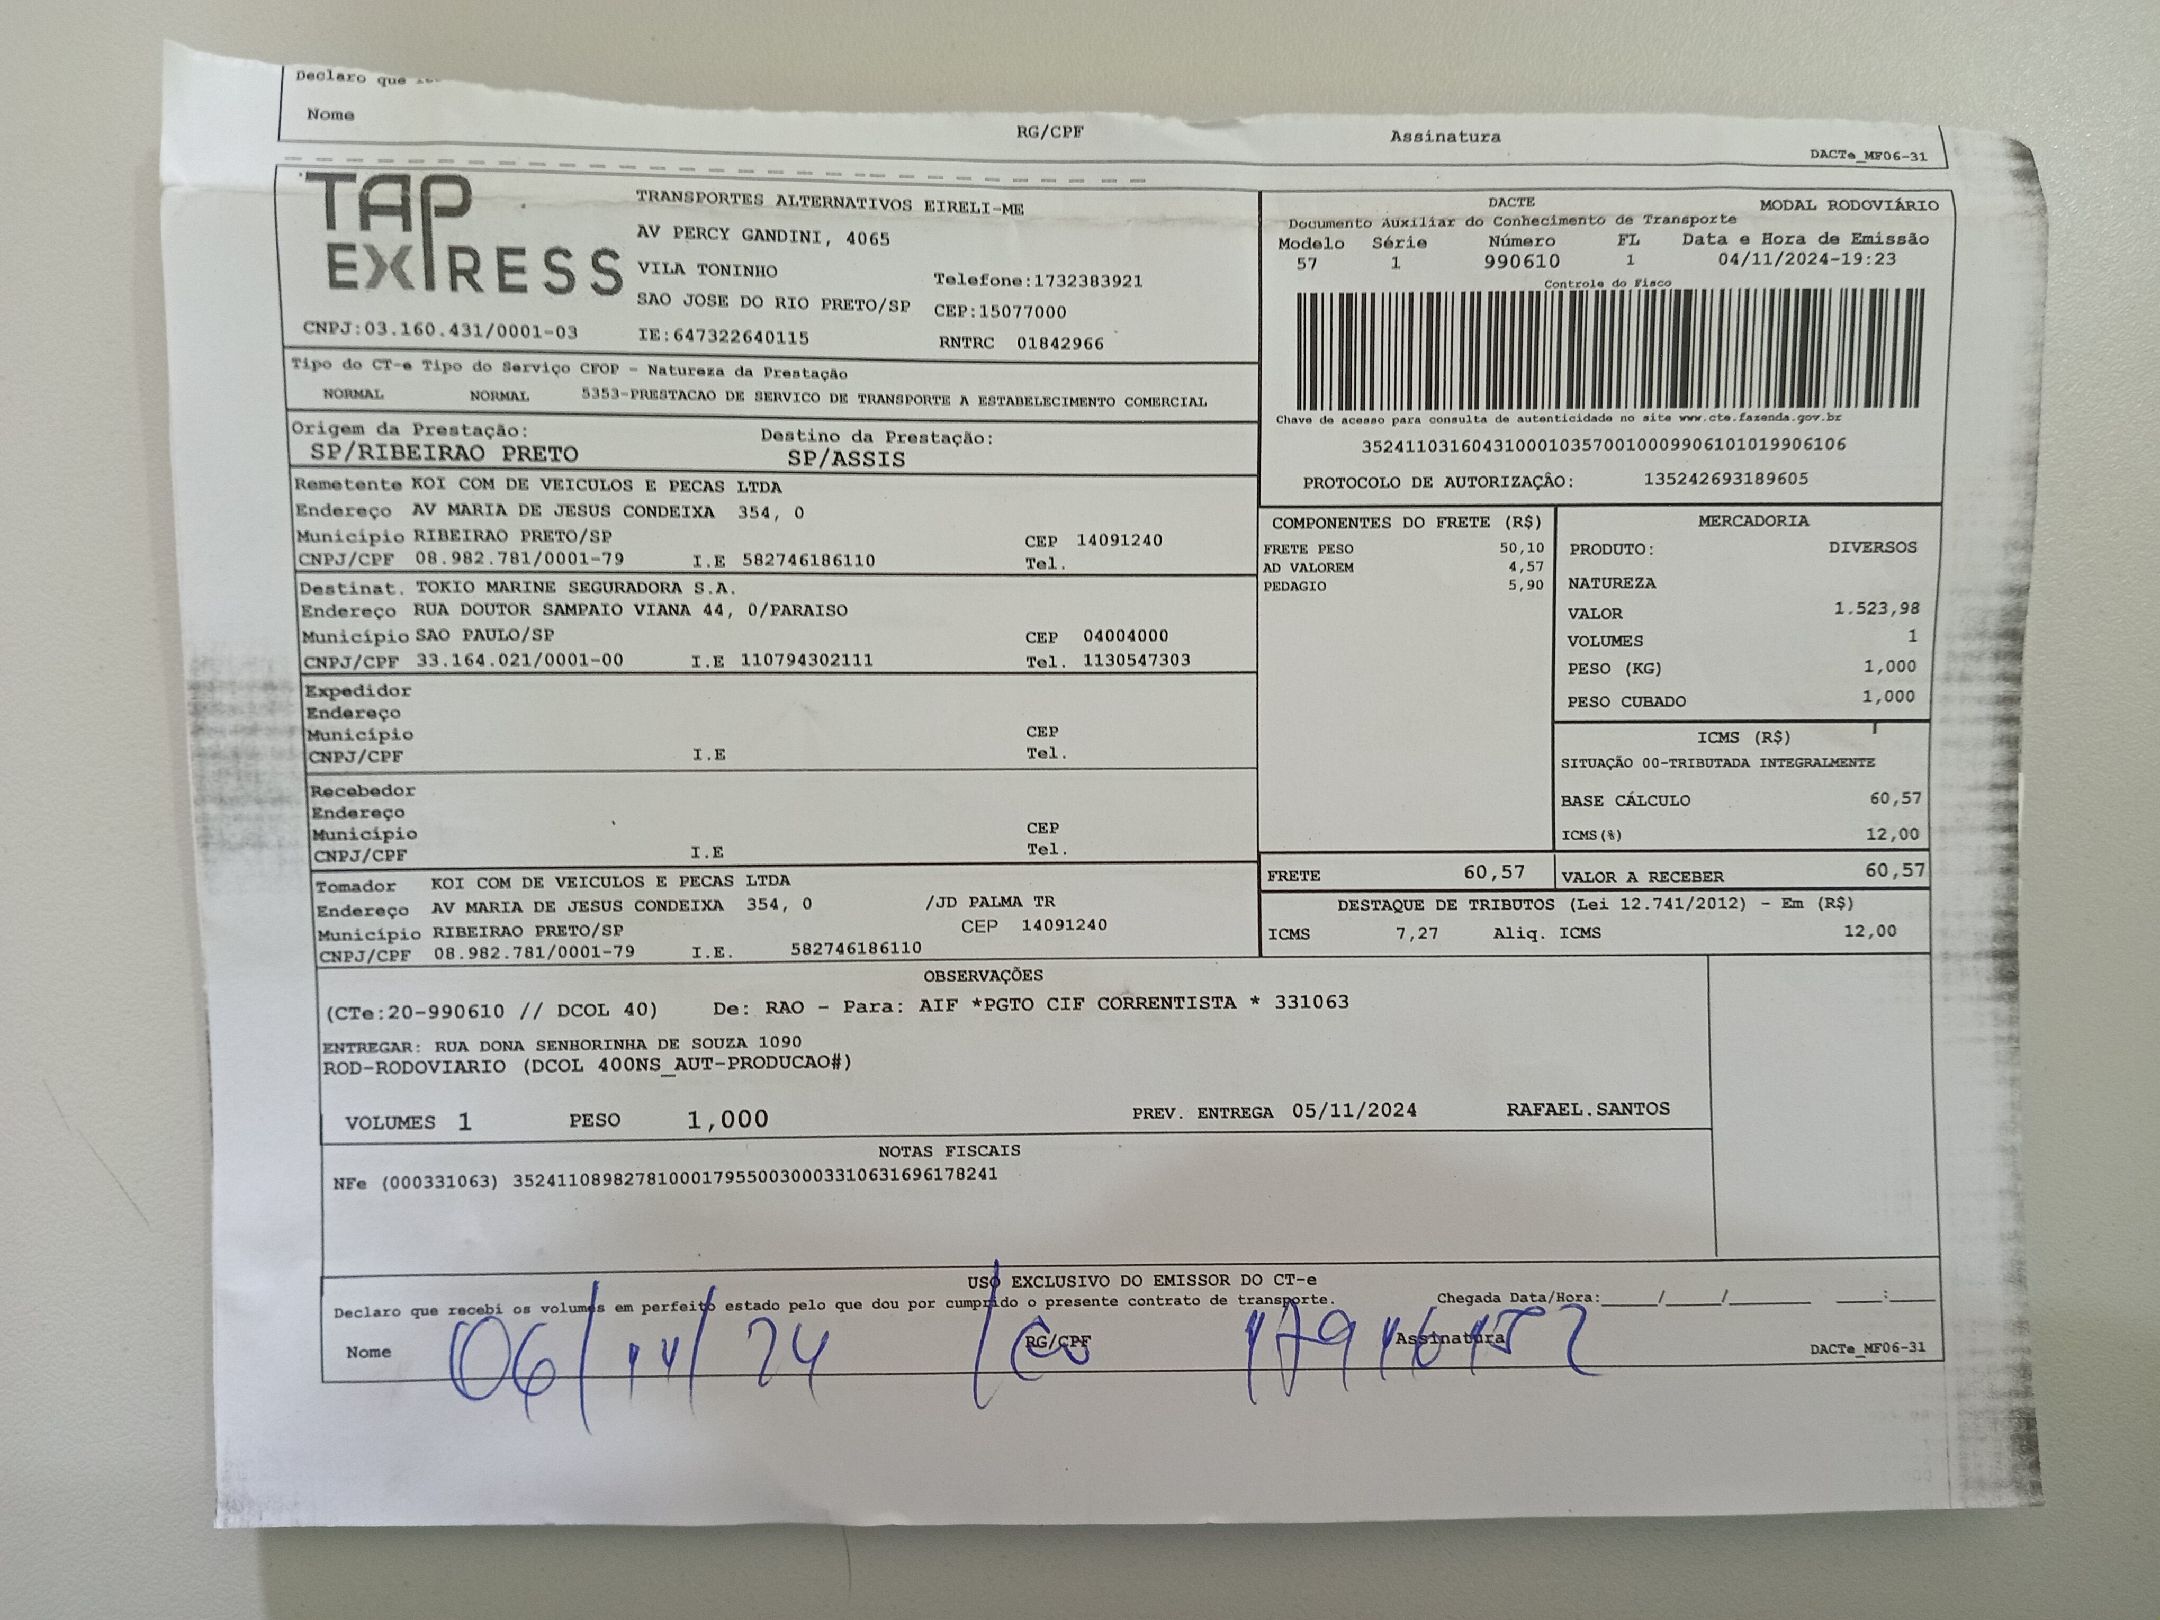 Declaro que
Nome RG/CPF Assinatura
DACTe_MF06-31
TAP EXPRESS
TRANSPORTES ALTERNATIVOS EIRELI-ME
AV PERCY GANDINI, 4065
VILA TONINHO Telefone:1732383921
SAO JOSE DO RIO PRETO/SP CEP:15077000
CNPJ:03.160.431/0001-03 IE:647322640115 RNTRC 01842966
DACTE MODAL RODOVIÁRIO
Documento Auxiliar do Conhecimento de Transporte
Modelo Série Número FL Data e Hora de Emissão
57 1 990610 1 04/11/2024-19:23
Controle do Fisco
Chave de acesso para consulta de autenticidade no site www.cte.fazenda.gov.br
35241103160431000103570010009906101019906106
PROTOCOLO DE AUTORIZAÇÃO: 135242693189605
Tipo do CT-e Tipo do Serviço CFOP - Natureza da Prestação
NORMAL NORMAL 5353-PRESTACAO DE SERVICO DE TRANSPORTE A ESTABELECIMENTO COMERCIAL
Origem da Prestação: Destino da Prestação:
SP/RIBEIRAO PRETO SP/ASSIS
Remetente KOI COM DE VEICULOS E PECAS LTDA
Endereço AV MARIA DE JESUS CONDEIXA 354, 0
Município RIBEIRAO PRETO/SP CEP 14091240
CNPJ/CPF 08.982.781/0001-79 I.E 582746186110 Tel.
Destinat. TOKIO MARINE SEGURADORA S.A.
Endereço RUA DOUTOR SAMPAIO VIANA 44, 0/PARAISO
Município SAO PAULO/SP CEP 04004000
CNPJ/CPF 33.164.021/0001-00 I.E 110794302111 Tel. 1130547303
Expedidor
Endereço
Município CEP
CNPJ/CPF I.E Tel.
Recebedor
Endereço
Município CEP
CNPJ/CPF I.E Tel.
Tomador KOI COM DE VEICULOS E PECAS LTDA
Endereço AV MARIA DE JESUS CONDEIXA 354, 0 /JD PALMA TR
Município RIBEIRAO PRETO/SP CEP 14091240
CNPJ/CPF 08.982.781/0001-79 I.E. 582746186110
COMPONENTES DO FRETE (R$)
FRETE PESO 50,10
AD VALOREM 4,57
PEDAGIO 5,90
MERCADORIA
PRODUTO: DIVERSOS
NATUREZA
VALOR 1.523,98
VOLUMES 1
PESO (KG) 1,000
PESO CUBADO 1,000
ICMS (R$)
SITUAÇÃO 00-TRIBUTADA INTEGRALMENTE
BASE CÁLCULO 60,57
ICMS(%) 12,00
FRETE 60,57 VALOR A RECEBER 60,57
DESTAQUE DE TRIBUTOS (Lei 12.741/2012) - Em (R$)
ICMS 7,27 Aliq. ICMS 12,00
OBSERVAÇÕES
(CTe:20-990610 // DCOL 40) De: RAO - Para: AIF *PGTO CIF CORRENTISTA * 331063
ENTREGAR: RUA DONA SENHORINHA DE SOUZA 1090
ROD-RODOVIARIO (DCOL 400NS_AUT-PRODUCAO#)
VOLUMES 1 PESO 1,000 PREV. ENTREGA 05/11/2024 RAFAEL.SANTOS
NOTAS FISCAIS
NFe (000331063) 35241108982781000179550030003310631696178241
USO EXCLUSIVO DO EMISSOR DO CT-e
Declaro que recebi os volumes em perfeito estado pelo que dou por cumprido o presente contrato de transporte. Chegada Data/Hora:_____/_____/_______ ____:____
Nome RG/CPF Assinatura DACTe_MF06-31
06/11/24